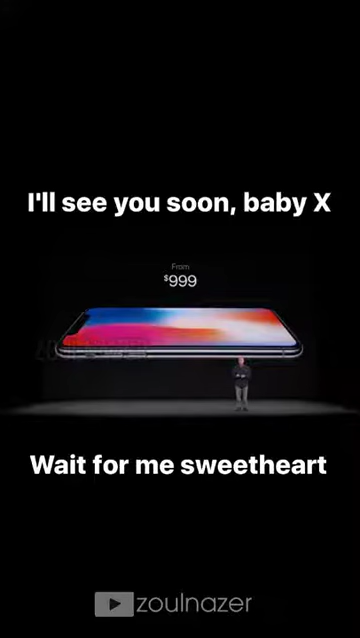 I'll see you soon, baby X
From
$999
Wait for me sweetheart
zoulnazer